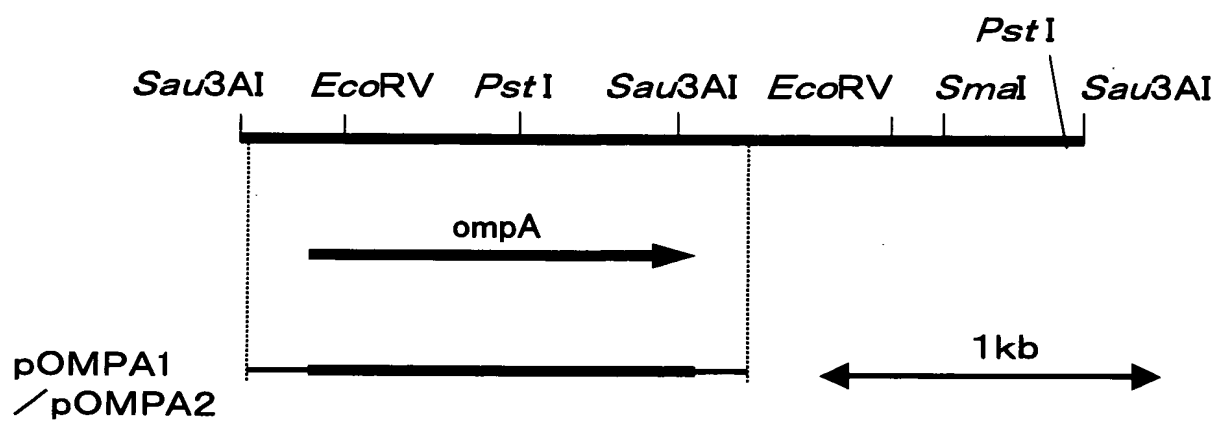 PstI
Sau3AI EcoRV PstI Sau3AI EcoRV SmaI Sau3AI
ompA
1kb
pOMPA1
/pOMPA2